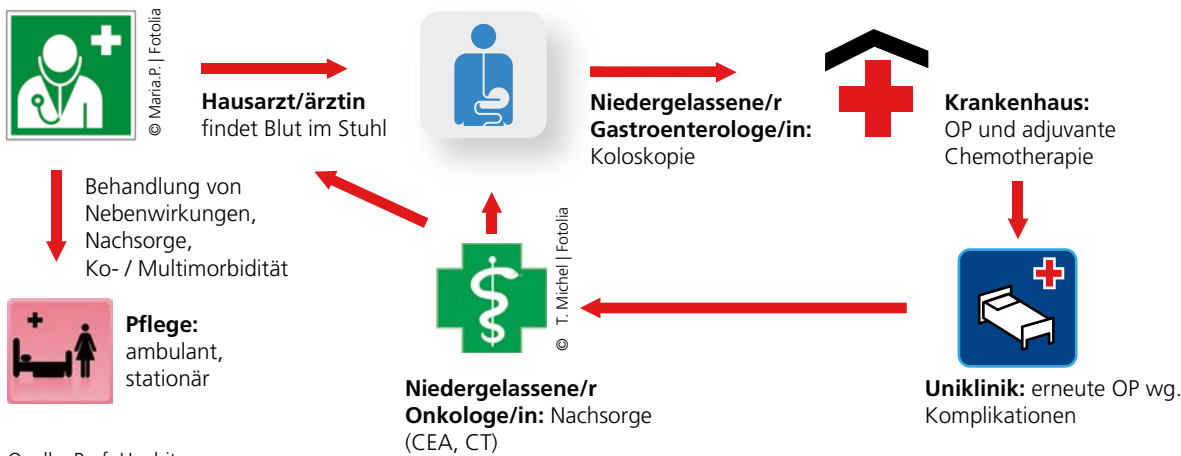 © Maria.P. | Fotolia
Hausarzt/ärztin
findet Blut im Stuhl
Niedergelassene/r
Gastroenterologe/in:
Koloskopie
Krankenhaus:
OP und adjuvante
Chemotherapie
Behandlung von
Nebenwirkungen,
Nachsorge,
Ko- / Multimorbidität
Pflege:
ambulant,
stationär
© T. Michel | Fotolia
Niedergelassene/r
Onkologe/in: Nachsorge
(CEA, CT)
Uniklinik: erneute OP wg.
Komplikationen